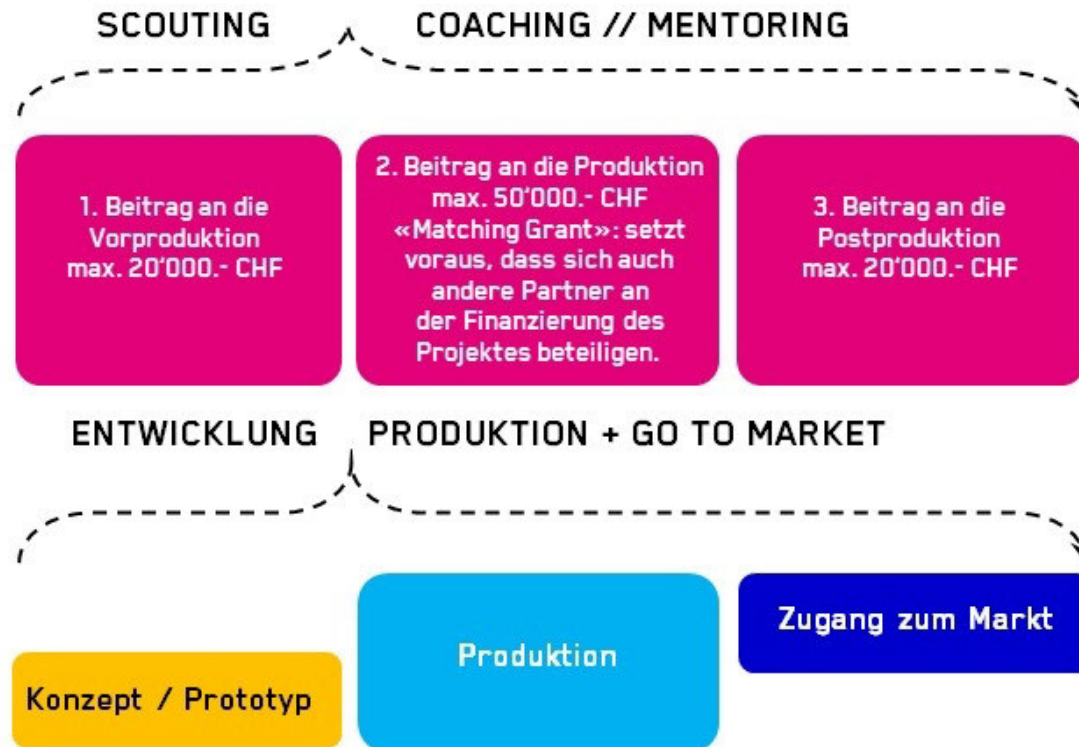 SCOUTING
COACHING // MENTORING
1. Beitrag an die
Vorproduktion
max. 20'000.- CHF
2. Beitrag an die Produktion
max. 50'000.- CHF
«Matching Grant»: setzt
voraus, dass sich auch
andere Partner an
der Finanzierung des
Projektes beteiligen.
3. Beitrag an die
Postproduktion
max. 20'000.- CHF
ENTWICKLUNG
PRODUKTION + GO TO MARKET
Konzept / Prototyp
Produktion
Zugang zum Markt